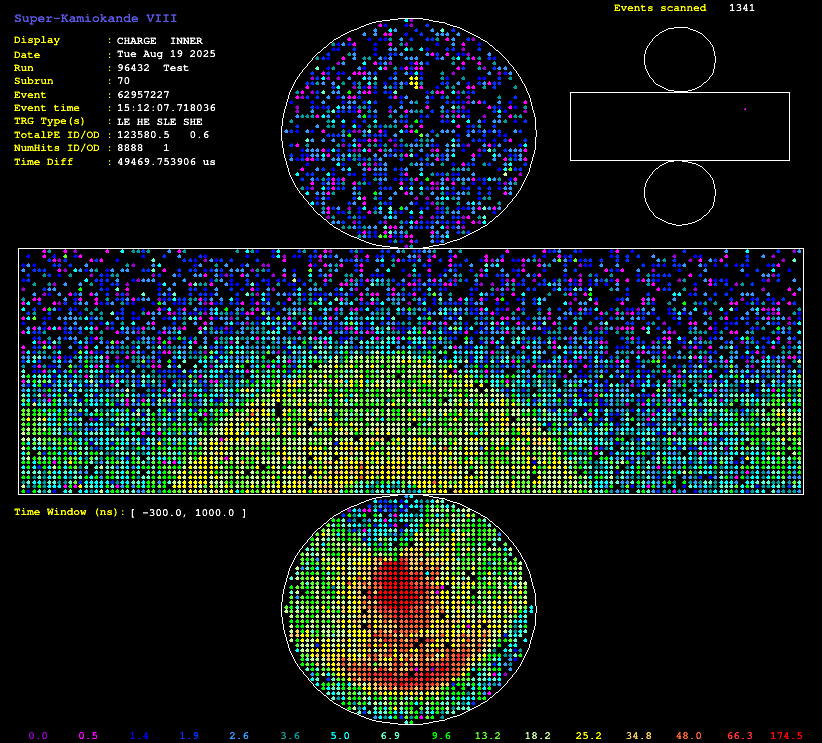 Super-Kamiokande VIII
Events scanned 1341
Display : CHARGE INNER
Date : Tue Aug 19 2025
Run : 96432 Test
Subrun : 70
Event : 62957227
Event time : 15:12:07.718036
TRG Type(s) : LE HE SLE SHE
TotalPE ID/OD : 123580.5 0.6
NumHits ID/OD : 8888 1
Time Diff : 49469.753906 us
Time Window (ns): [ -300.0, 1000.0 ]
0.0 0.5 1.4 1.9 2.6 3.6 5.0 6.9 9.6 13.2 18.2 25.2 34.8 48.0 66.3 174.5